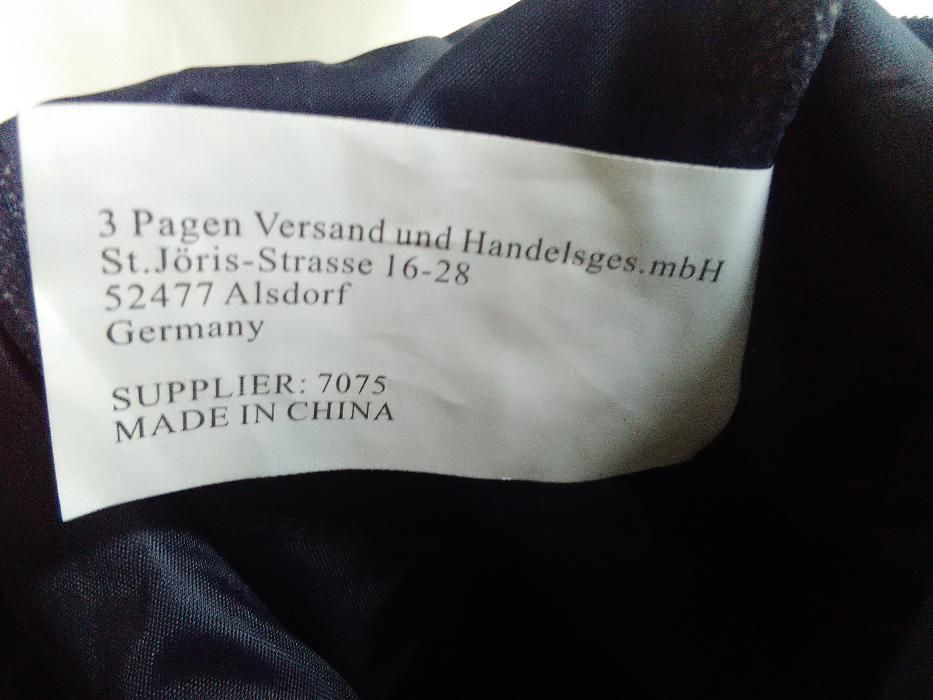 3 Pagen Versand und Handelsges.mbH
St.Jöris-Strasse 16-28
52477 Alsdorf
Germany
SUPPLIER: 7075
MADE IN CHINA